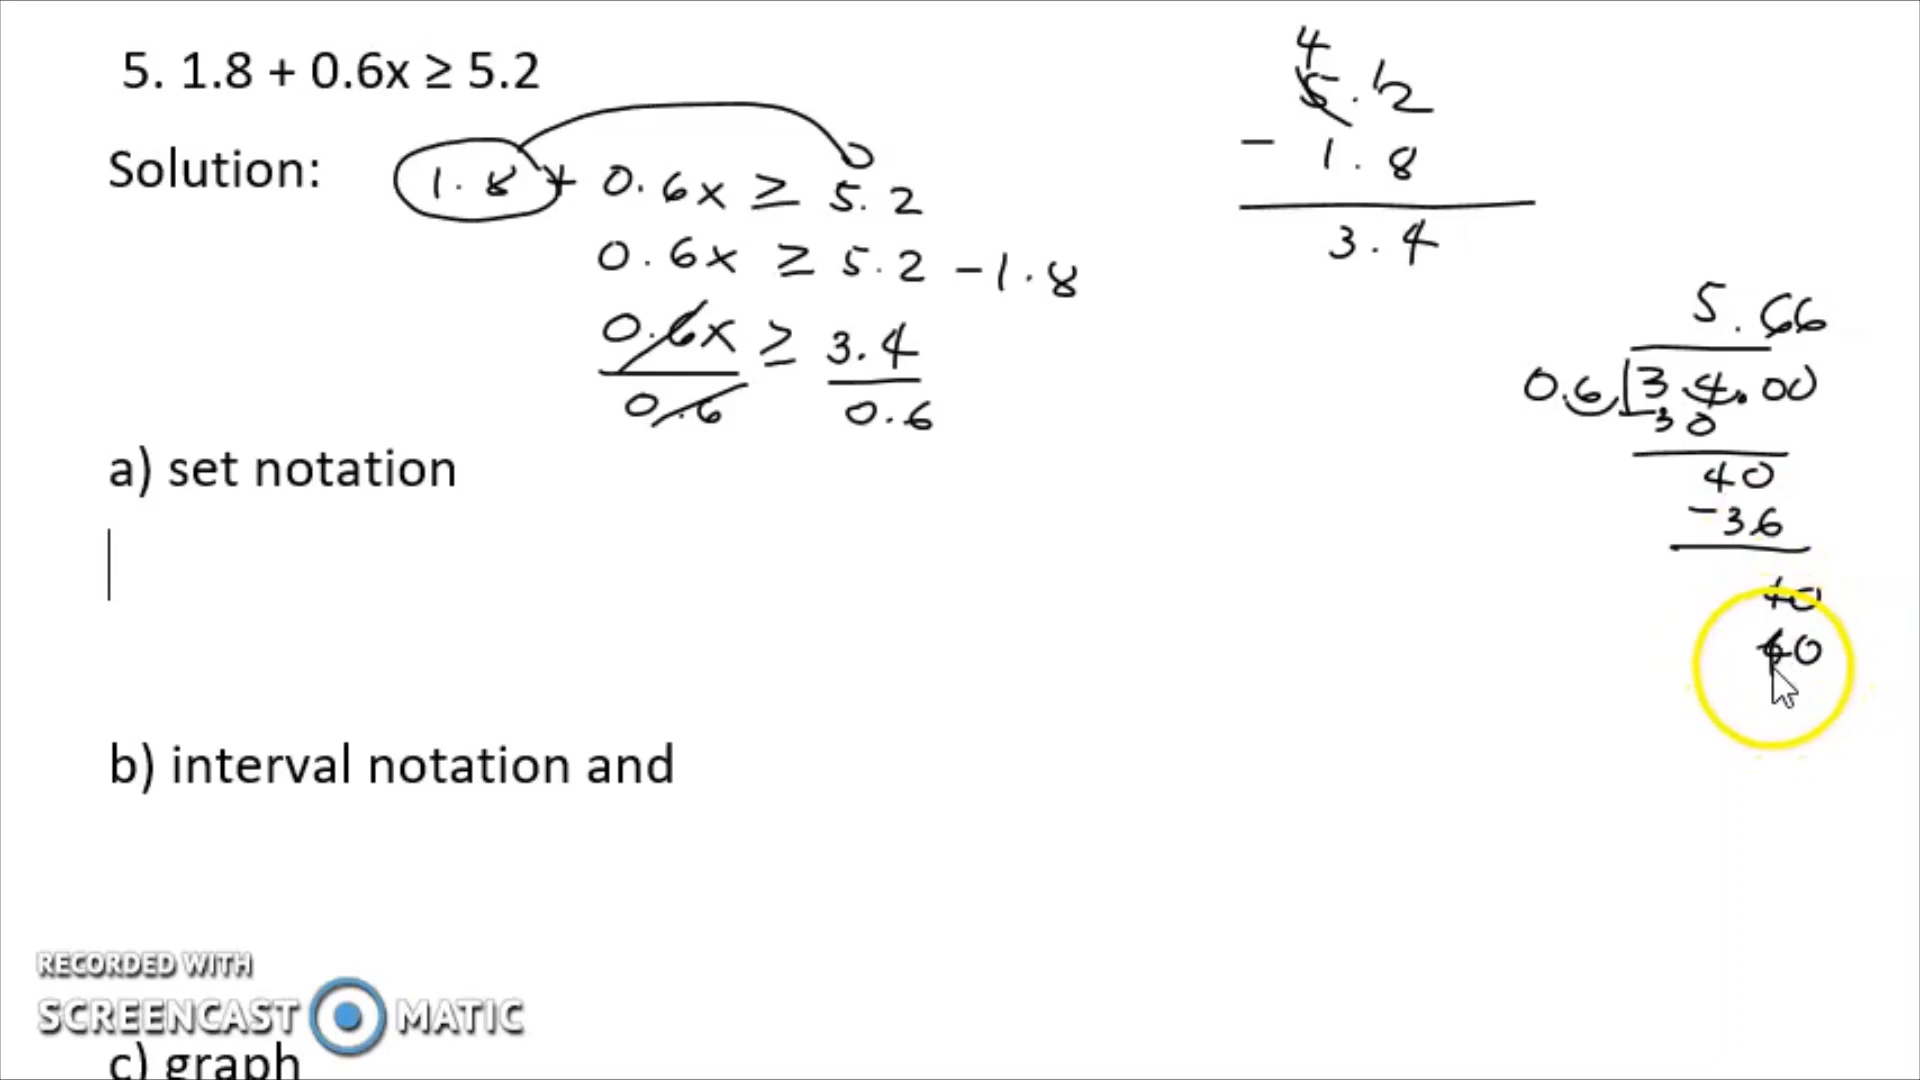 5. 1.8 + 0.6x ≥ 5.2
Solution:
1.8 + 0.6x ≥ 5.2
0.6x ≥ 5.2 - 1.8
0.6x ≥ 3.4
0.6 0.6
4
5.12
- 1.8
3.4
5.66
0.6 34.00
30
40
-36
40
a) set notation
b) interval notation and
c) graph
RECORDED WITH
SCREENCAST MATIC